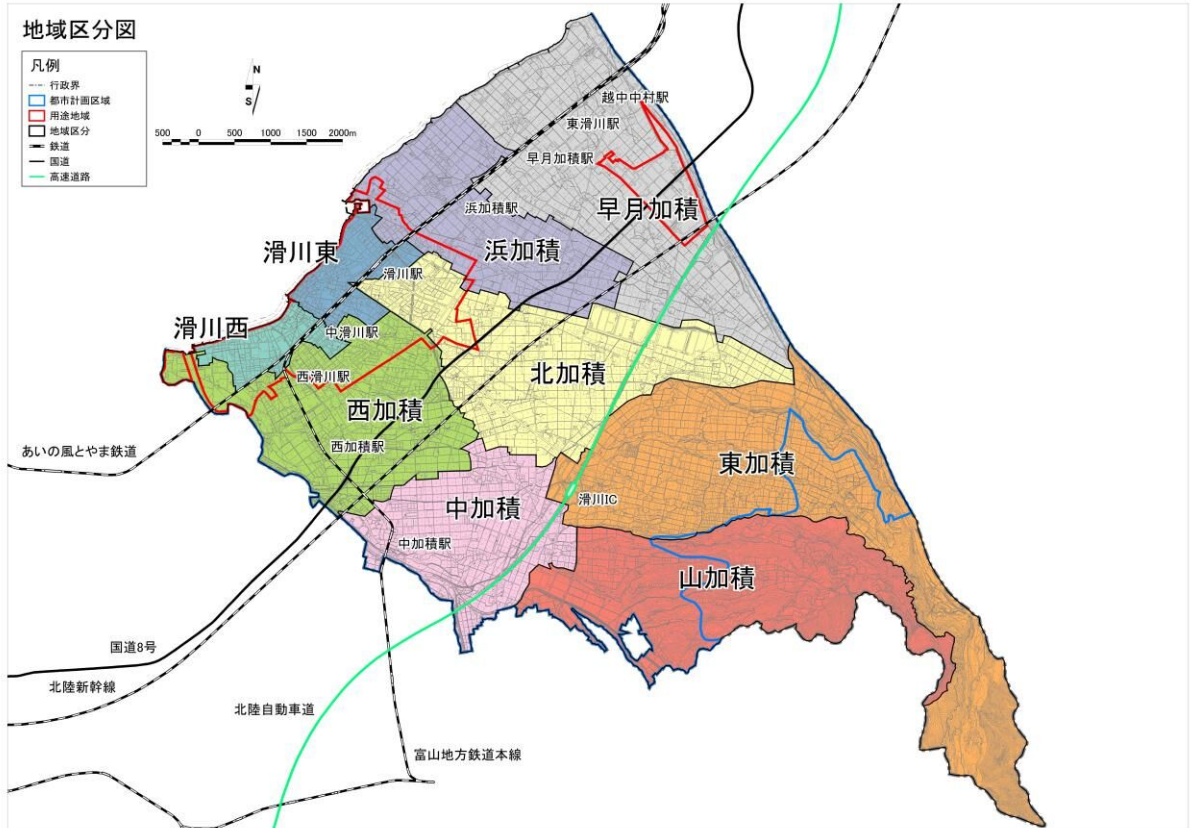 地域区分図
凡例
行政界
都市計画区域
用途地域
地域区分
鉄道
国道
高速道路
N
S
500 0 500 1000 1500 2000m
越中中村駅
東滑川駅
早月加積駅
早月加積
浜加積駅
浜加積
滑川東
滑川駅
滑川西
中滑川駅
西滑川駅
北加積
西加積
西加積駅
あいの風とやま鉄道
東加積
滑川IC
中加積
中加積駅
山加積
国道8号
北陸新幹線
北陸自動車道
富山地方鉄道本線